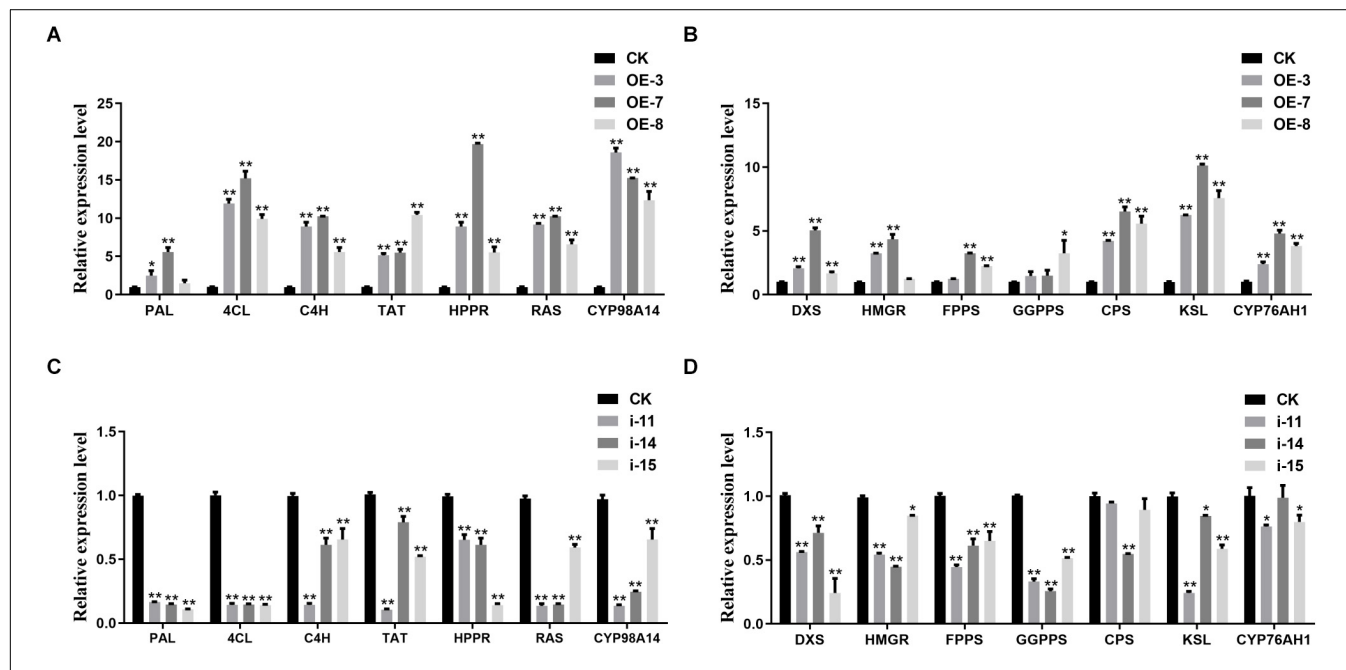 A
CK
OE-3
OE-7
OE-8
Relative expression level
25
20
15
10
5
0
* ** ** ** ** ** ** ** ** ** ** ** ** ** ** ** ** ** ** **
PAL 4CL C4H TAT HPPR RAS CYP98A14
B
CK
OE-3
OE-7
OE-8
Relative expression level
15
10
5
0
** ** ** ** ** ** ** * ** ** ** ** ** ** ** ** **
DXS HMGR FPPS GGPPS CPS KSL CYP76AH1
C
CK
i-11
i-14
i-15
Relative expression level
1.5
1.0
0.5
0.0
** ** ** ** ** ** ** ** ** ** ** ** ** ** ** ** ** ** ** ** **
PAL 4CL C4H TAT HPPR RAS CYP98A14
D
CK
i-11
i-14
i-15
Relative expression level
1.5
1.0
0.5
0.0
** ** ** ** ** * ** ** ** ** ** ** ** ** * ** * *
DXS HMGR FPPS GGPPS CPS KSL CYP76AH1